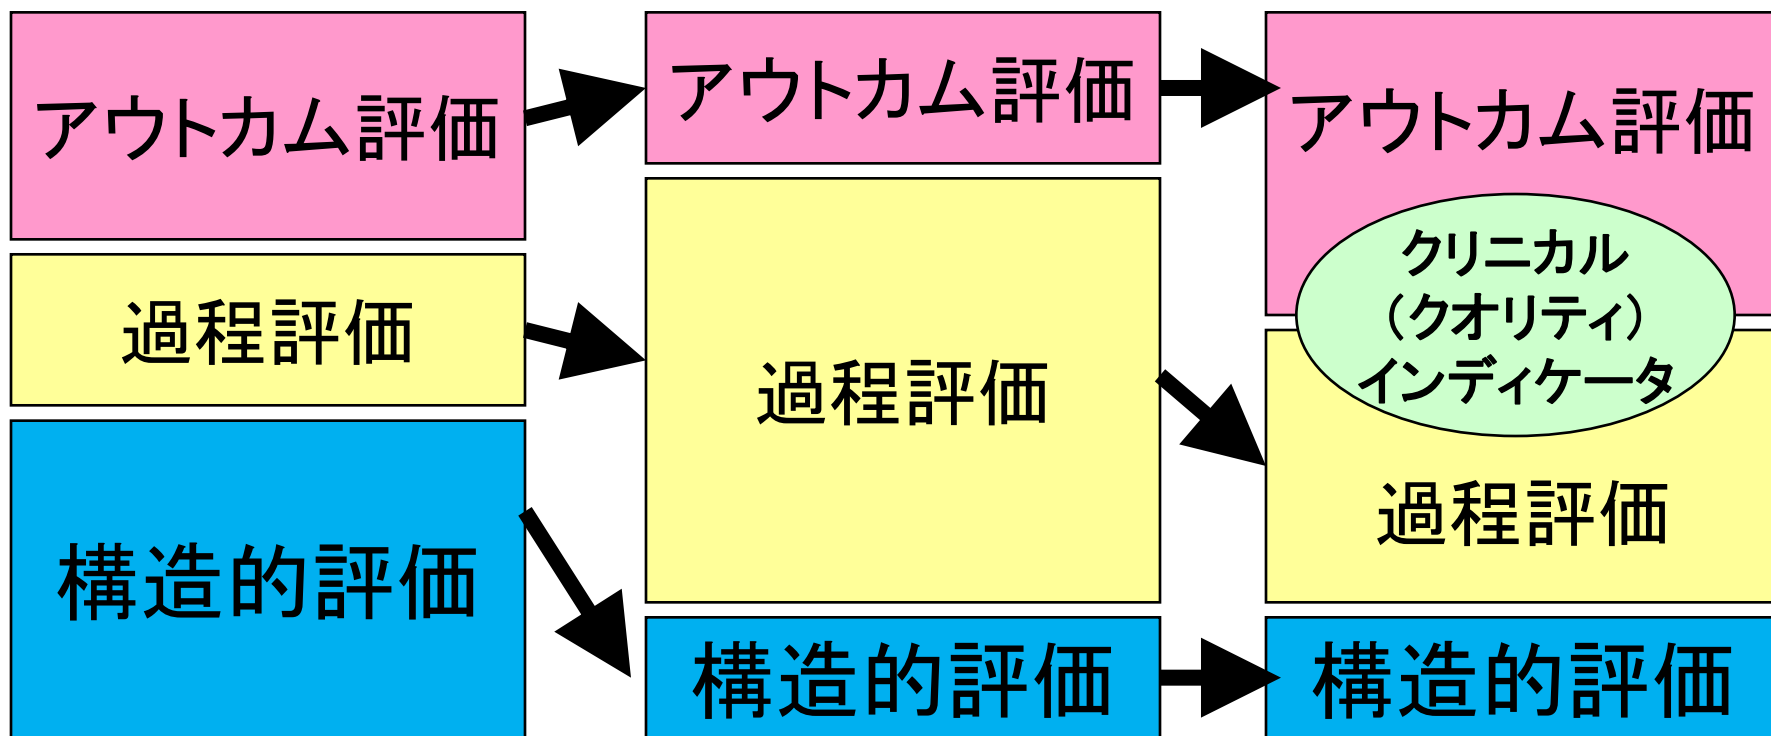 アウトカム評価
過程評価
構造的評価
アウトカム評価
過程評価
構造的評価
アウトカム評価
クリニカル
（クオリティ）
インディケータ
過程評価
構造的評価